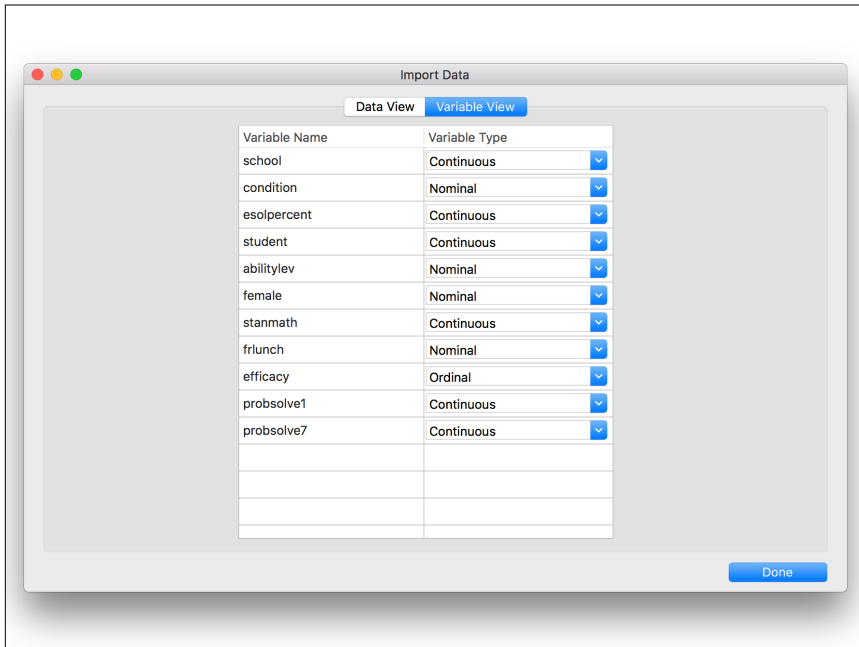 Import Data
Data View Variable View
Variable Name Variable Type
school Continuous
condition Nominal
esolpercent Continuous
student Continuous
abilitylev Nominal
female Nominal
stanmath Continuous
frlunch Nominal
efficacy Ordinal
probsolve1 Continuous
probsolve7 Continuous
Done